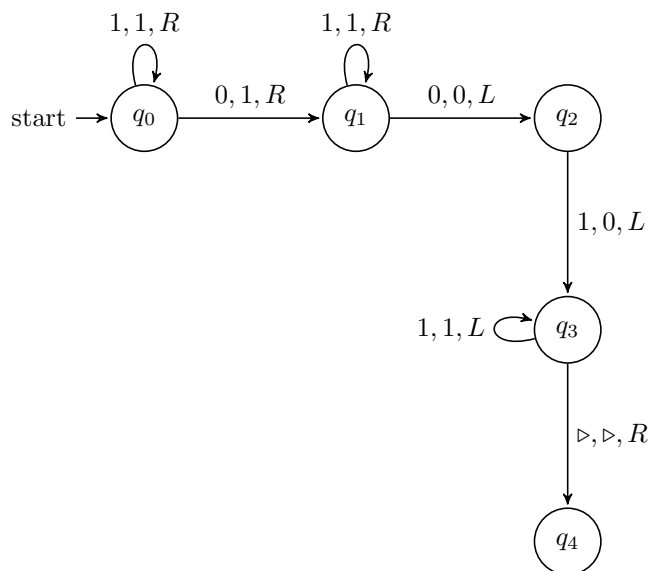 1, 1, R 1, 1, R
start q₀ 0, 1, R q₁ 0, 0, L q₂
1, 0, L
1, 1, L q₃
▷, ▷, R
q₄